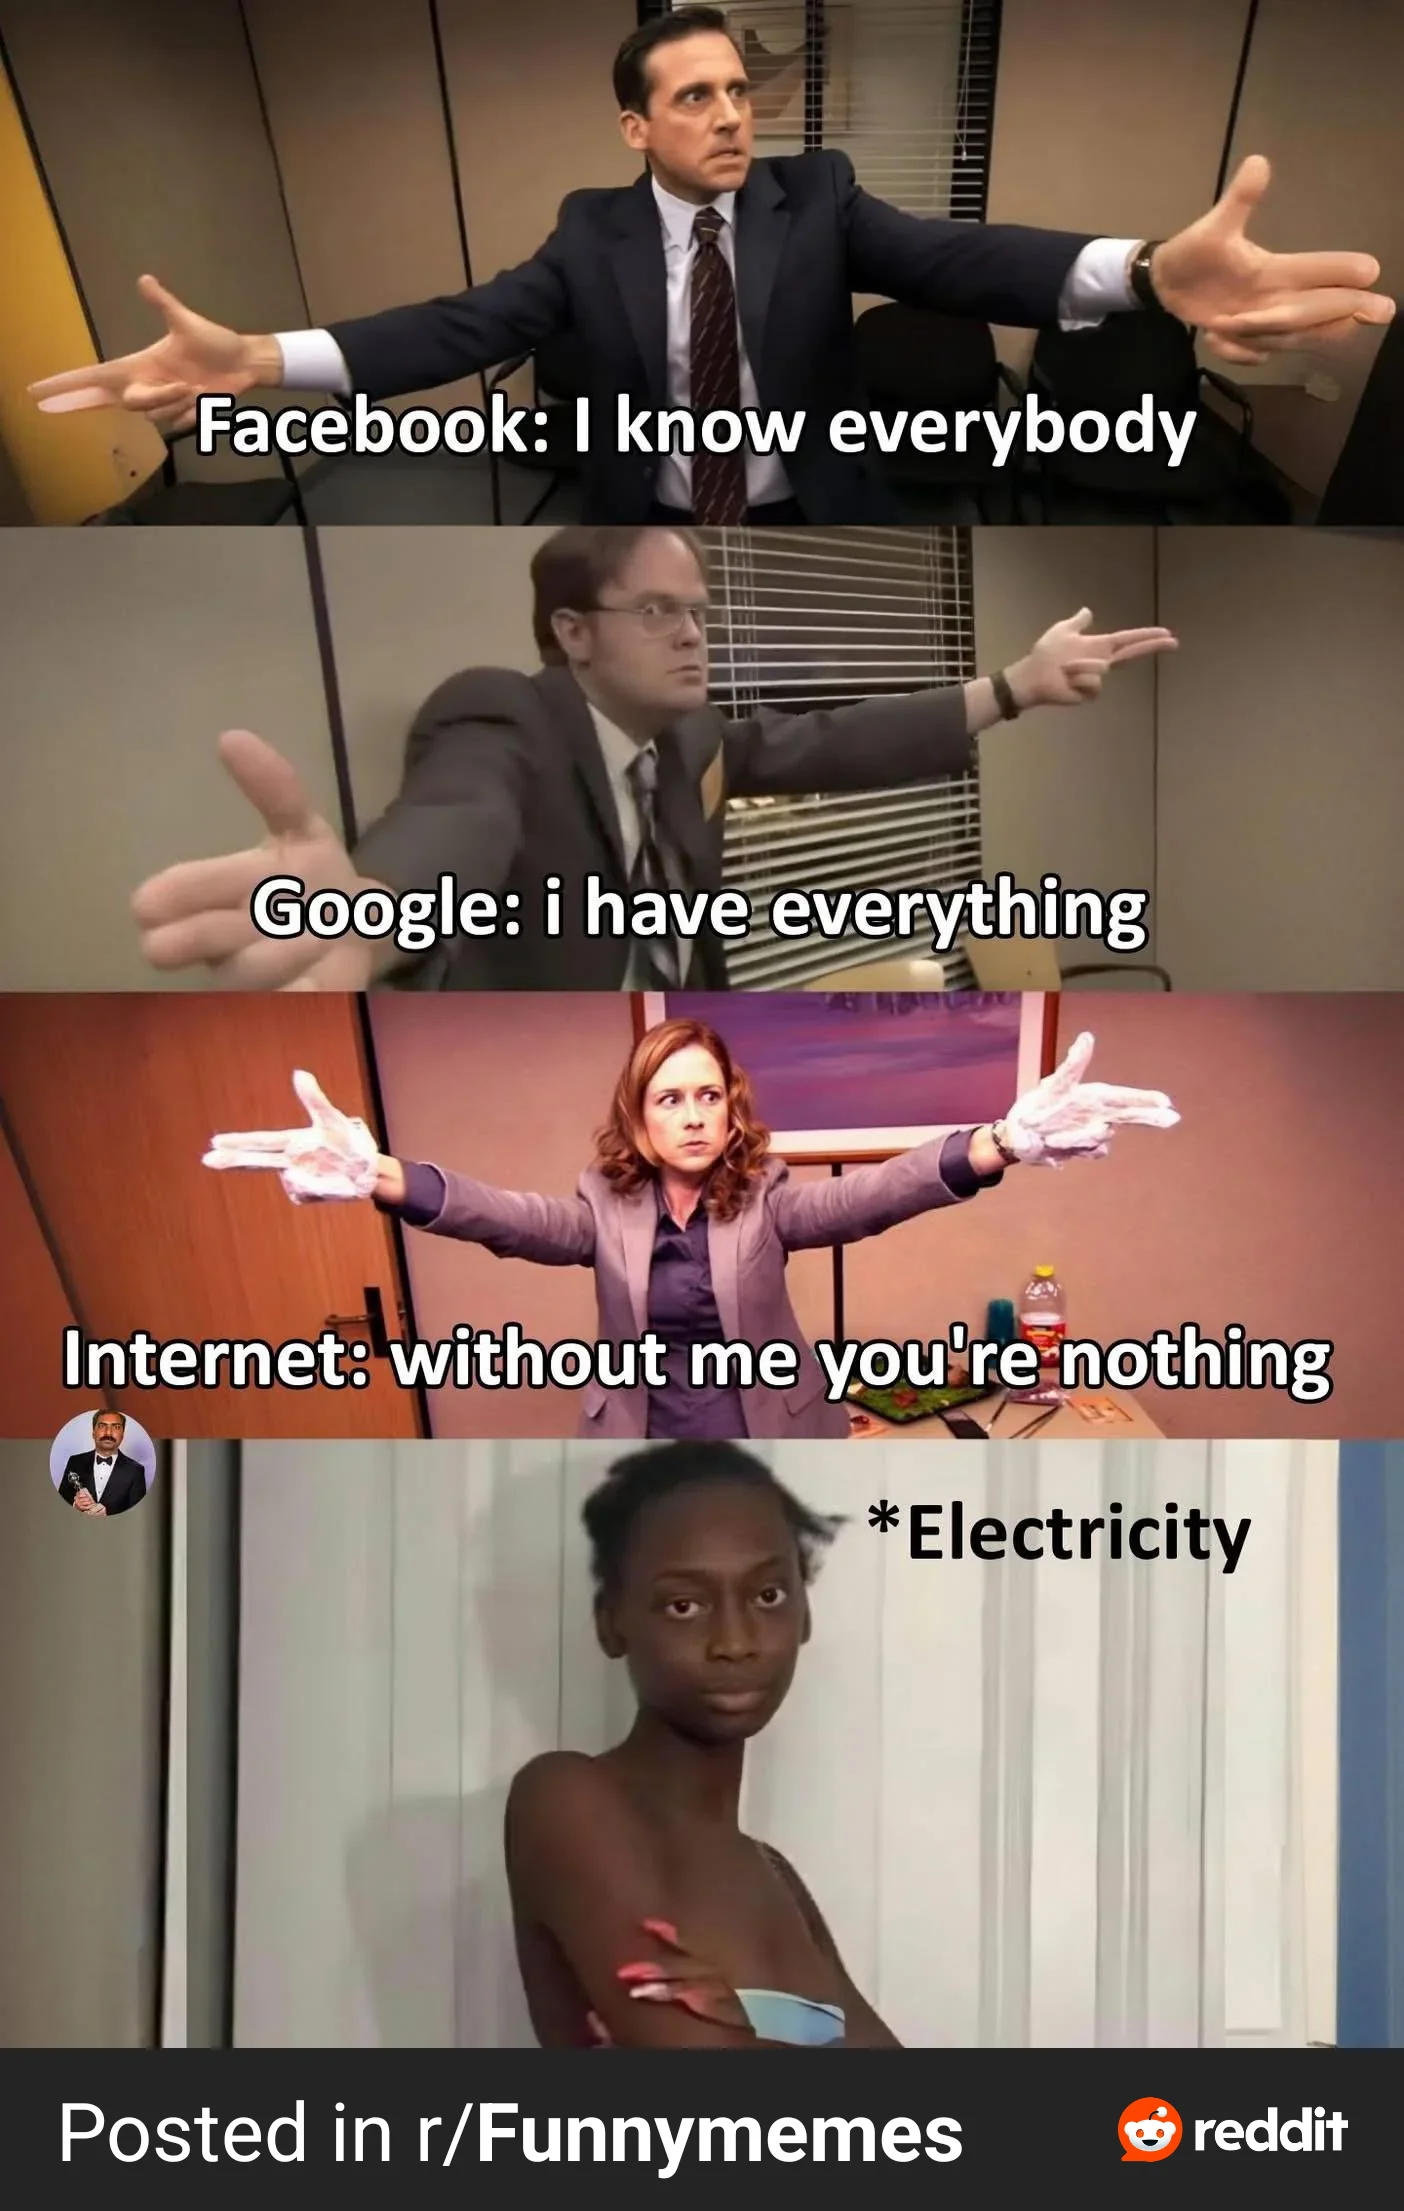 Facebook: I know everybody
Google: i have everything
Internet: without me you're nothing
*Electricity
Posted in r/Funnymemes
reddit